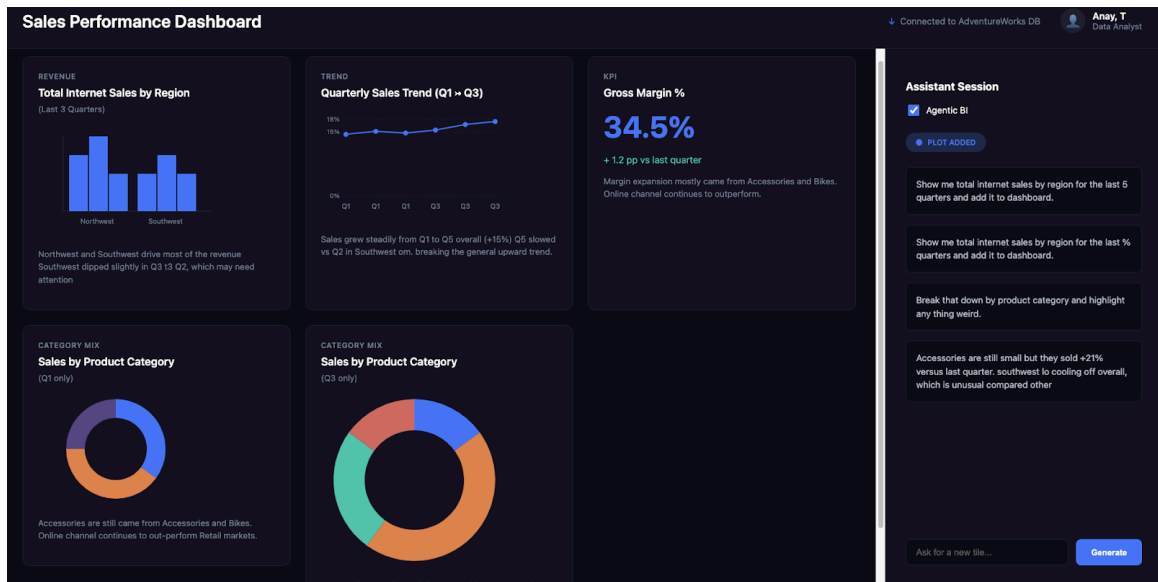 Sales Performance Dashboard
↓ Connected to AdventureWorks DB
Anay, T
Data Analyst
REVENUE
Total Internet Sales by Region
(Last 3 Quarters)
Northwest
Southwest
Northwest and Southwest drive most of the revenue
Southwest dipped slightly in Q3 t3 Q2, which may need
attention
TREND
Quarterly Sales Trend (Q1 ↣ Q3)
18%
15%
0%
Q1 Q1 Q1 Q3 Q3 Q3
Sales grew steadily from Q1 to Q5 overall (+15%) Q5 slowed
vs Q2 in Southwest om. breaking the general upward trend.
KPI
Gross Margin %
34.5%
+ 1.2 pp vs last quarter
Margin expansion mostly came from Accessories and Bikes.
Online channel continues to outperform.
CATEGORY MIX
Sales by Product Category
(Q1 only)
Accessories are still came from Accessories and Bikes.
Online channel continues to out-perform Retail markets.
CATEGORY MIX
Sales by Product Category
(Q3 only)
Assistant Session
Agentic BI
PLOT ADDED
Show me total internet sales by region for the last 5
quarters and add it to dashboard.
Show me total internet sales by region for the last %
quarters and add it to dashboard.
Break that down by product category and highlight
any thing weird.
Accessories are still small but they sold +21%
versus last quarter. southwest lo cooling off overall,
which is unusual compared other
Ask for a new tile...
Generate